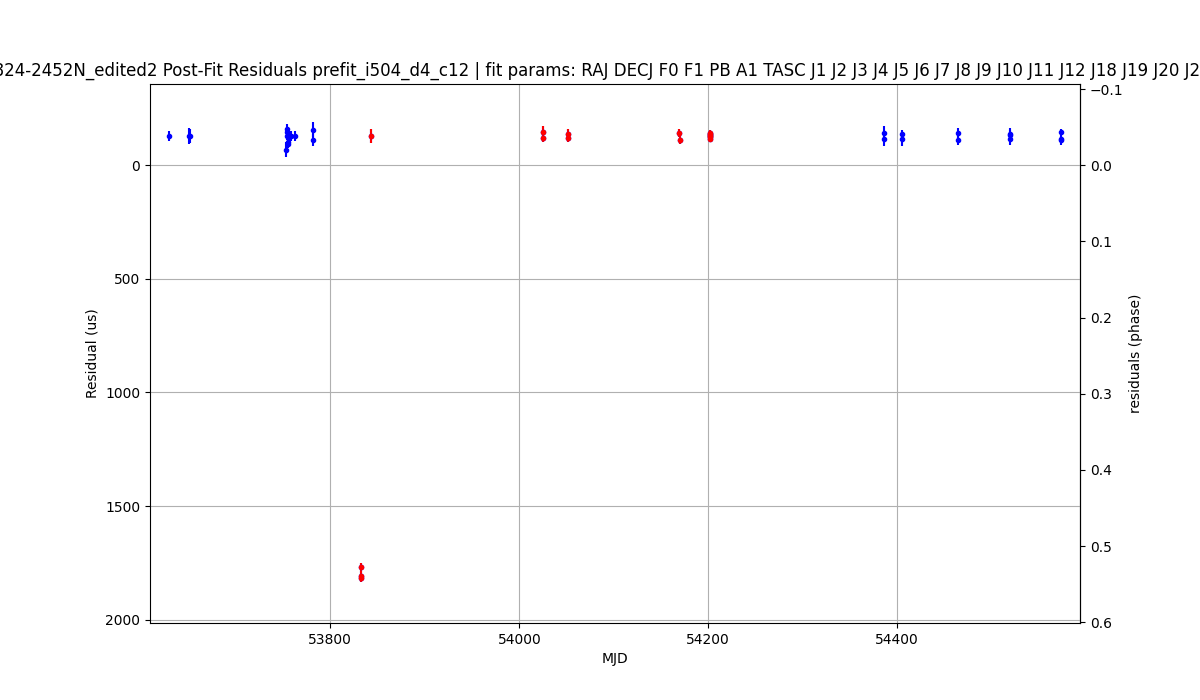 324-2452N_edited2 Post-Fit Residuals prefit_i504_d4_c12 | fit params: RAJ DECJ F0 F1 PB A1 TASC J1 J2 J3 J4 J5 J6 J7 J8 J9 J10 J11 J12 J18 J19 J20 J2
−0.1
0 0.0
0.1
500
0.2
Residual (us)
residuals (phase)
1000 0.3
0.4
1500
0.5
2000 0.6
53800 54000 54200 54400
MJD